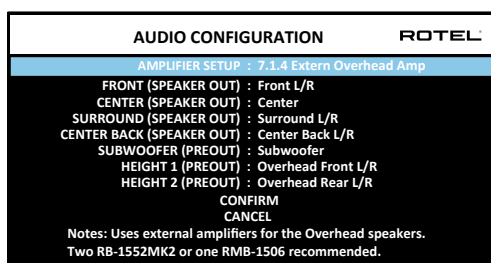 AUDIO CONFIGURATION ROTEL
AMPLIFIER SETUP : 7.1.4 Extern Overhead Amp
FRONT (SPEAKER OUT) : Front L/R
CENTER (SPEAKER OUT) : Center
SURROUND (SPEAKER OUT) : Surround L/R
CENTER BACK (SPEAKER OUT) : Center Back L/R
SUBWOOFER (PREOUT) : Subwoofer
HEIGHT 1 (PREOUT) : Overhead Front L/R
HEIGHT 2 (PREOUT) : Overhead Rear L/R
CONFIRM
CANCEL
Notes: Uses external amplifiers for the Overhead speakers.
Two RB-1552MK2 or one RMB-1506 recommended.